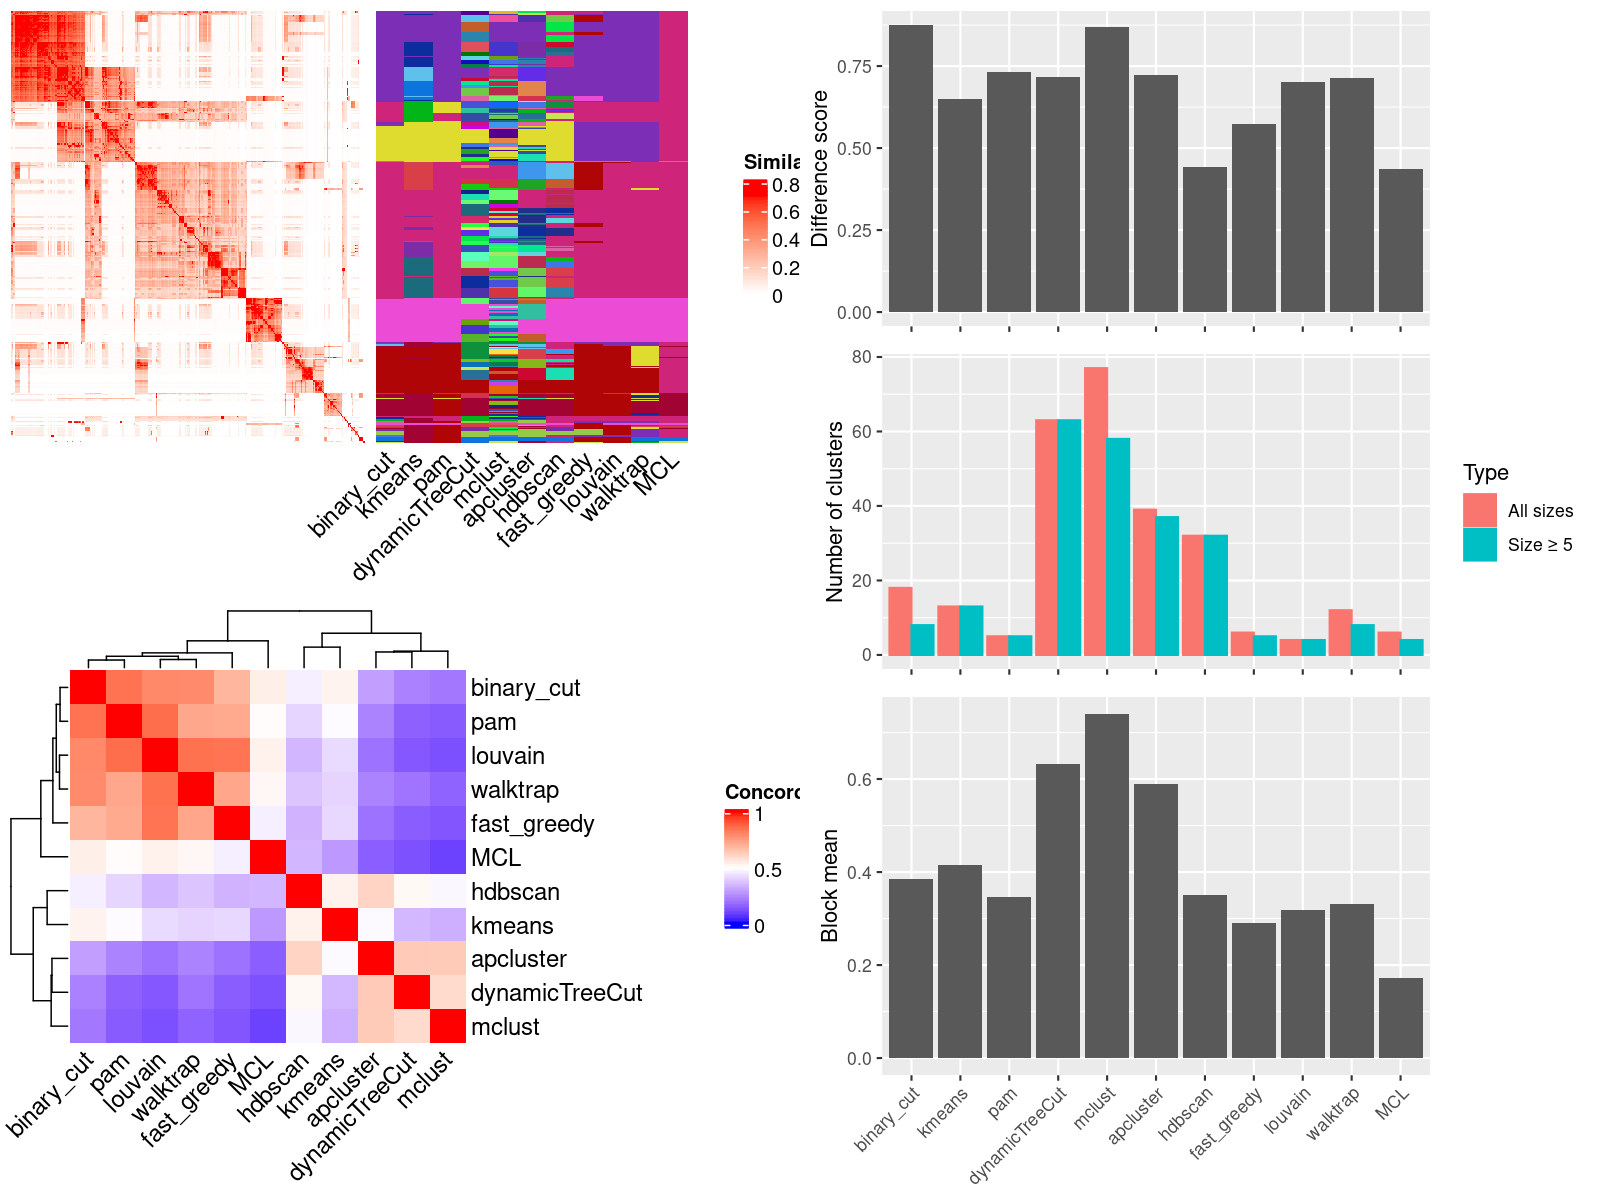 Simila
0.8
0.6
0.4
0.2
0
binary_cut
kmeans
pam
dynamicTreeCut
mclust
apcluster
hdbscan
fast_greedy
louvain
walktrap
MCL
binary_cut
pam
louvain
walktrap
fast_greedy
MCL
hdbscan
kmeans
apcluster
dynamicTreeCut
mclust
Concorc
1
0.5
0
binary_cut
pam
louvain
walktrap
fast_greedy
MCL
hdbscan
kmeans
apcluster
dynamicTreeCut
mclust
Difference score
0.75
0.50
0.25
0.00
Number of clusters
80
60
40
20
0
Type
All sizes
Size ≥ 5
Block mean
0.6
0.4
0.2
0.0
binary_cut
kmeans
pam
dynamicTreeCut
mclust
apcluster
hdbscan
fast_greedy
louvain
walktrap
MCL